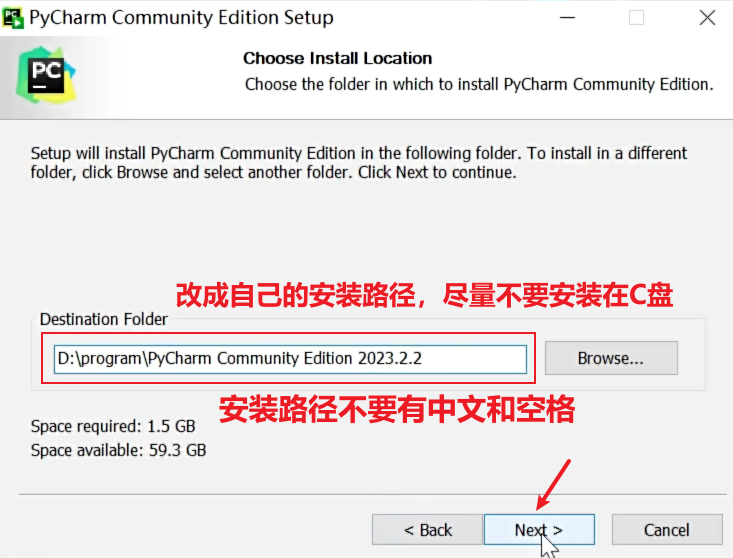 PyCharm Community Edition Setup
PC
Choose Install Location
Choose the folder in which to install PyCharm Community Edition.
Setup will install PyCharm Community Edition in the following folder. To install in a different
folder, click Browse and select another folder. Click Next to continue.
改成自己的安装路径，尽量不要安装在C盘
Destination Folder
D:\program\PyCharm Community Edition 2023.2.2
Browse...
安装路径不要有中文和空格
Space required: 1.5 GB
Space available: 59.3 GB
< Back
Next >
Cancel